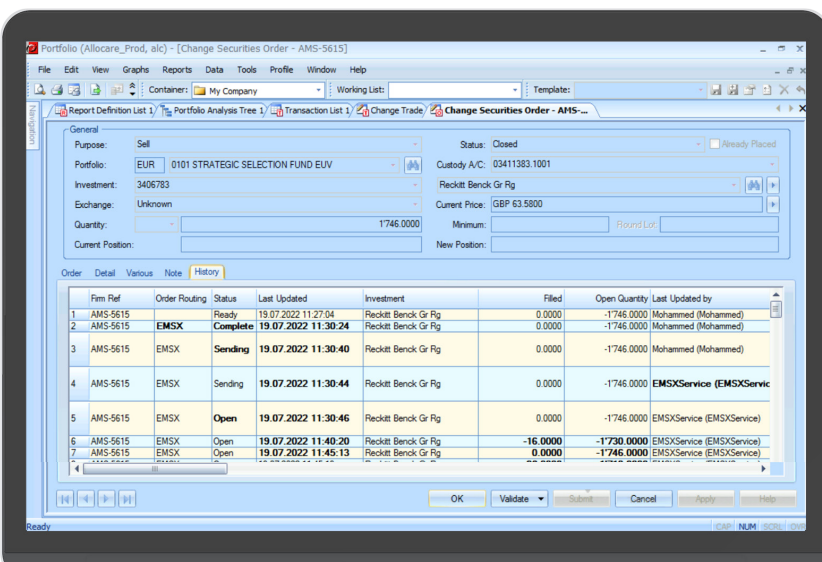 Portfolio (Allocare_Prod, alc) - [Change Securities Order - AMS-5615]
File Edit View Graphs Reports Data Tools Profile Window Help
Container: My Company Working List: Template:
Navigation
Report Definition List 1 Portfolio Analysis Tree 1 Transaction List 1 Change Trade Change Securities Order - AMS-...
General
Purpose: Sell Status: Closed Already Placed
Portfolio: EUR 0101 STRATEGIC SELECTION FUND EUV Custody A/C: 03411383.1001
Investment: 3406783 Reckitt Benck Gr Rg
Exchange: Unknown Current Price: GBP 63.5800
Quantity: 1'746.0000 Minimum: Round Lot:
Current Position: New Position:
Order Detail Various Note History
Firm Ref Order Routing Status Last Updated Investment Filled Open Quantity Last Updated by
1 AMS-5615 Ready 19.07.2022 11:27:04 Reckitt Benck Gr Rg 0.0000 -1'746.0000 Mohammed (Mohammed)
2 AMS-5615 EMSX Complete 19.07.2022 11:30:24 Reckitt Benck Gr Rg 0.0000 -1'746.0000 Mohammed (Mohammed)
3 AMS-5615 EMSX Sending 19.07.2022 11:30:40 Reckitt Benck Gr Rg 0.0000 -1'746.0000 Mohammed (Mohammed)
4 AMS-5615 EMSX Sending 19.07.2022 11:30:44 Reckitt Benck Gr Rg 0.0000 -1'746.0000 EMSXService (EMSXServic
5 AMS-5615 EMSX Open 19.07.2022 11:30:46 Reckitt Benck Gr Rg 0.0000 -1'746.0000 EMSXService (EMSXService)
6 AMS-5615 EMSX Open 19.07.2022 11:40:20 Reckitt Benck Gr Rg -16.0000 -1'730.0000 EMSXService (EMSXService)
7 AMS-5615 EMSX Open 19.07.2022 11:45:13 Reckitt Benck Gr Rg 0.0000 -1'746.0000 EMSXService (EMSXService)
OK Validate Submit Cancel Apply Help
Ready CAP NUM SCRL OVR